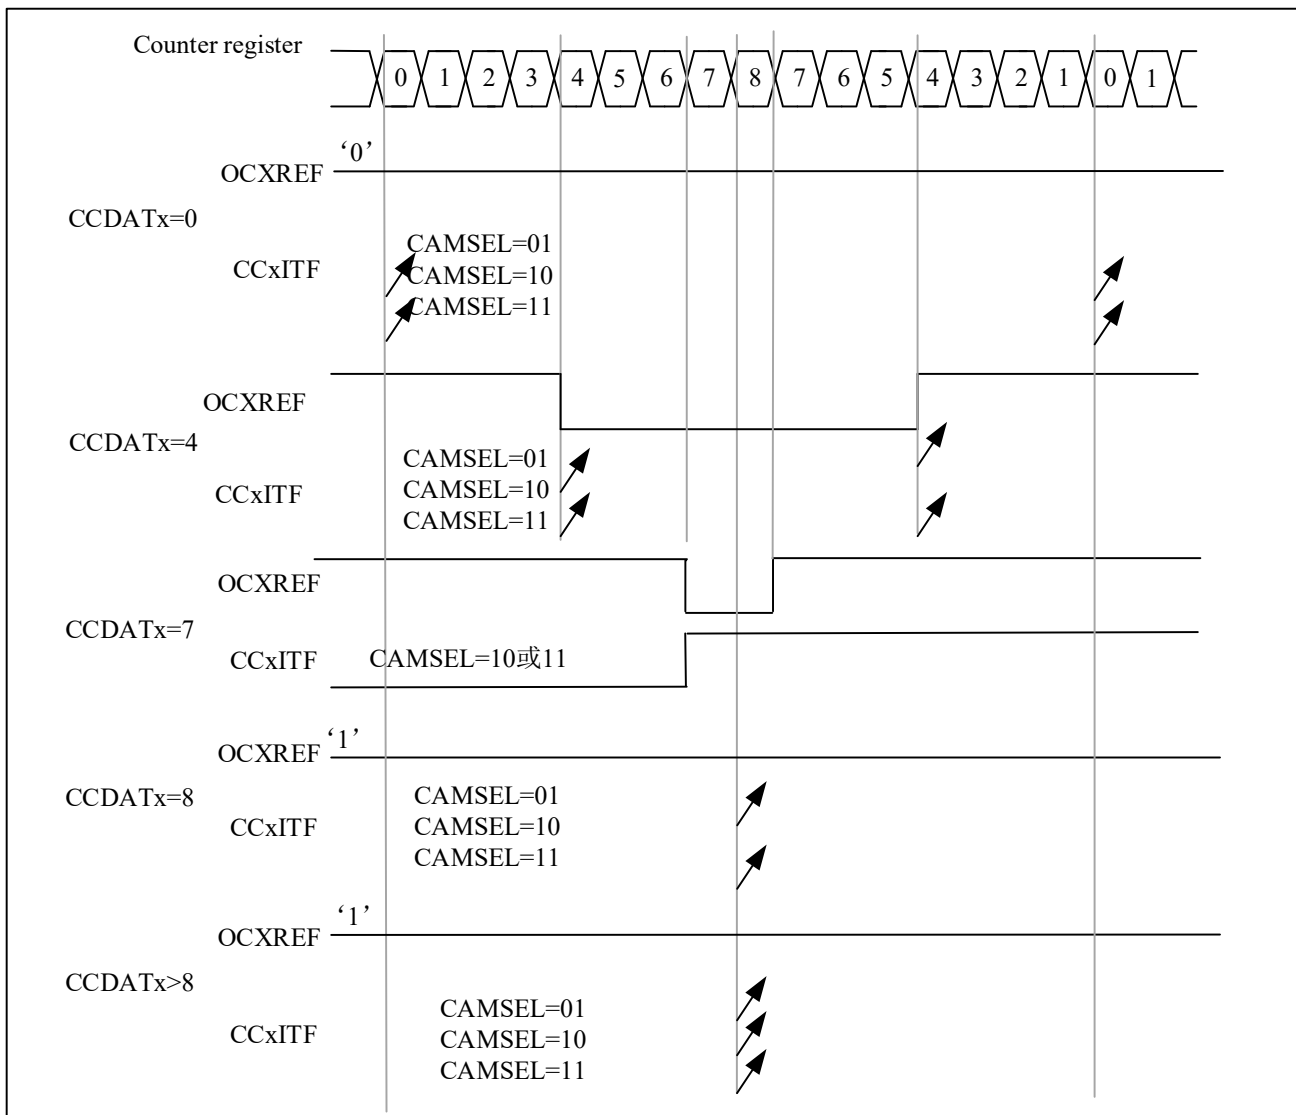 Counter register
0 1 2 3 4 5 6 7 8 7 6 5 4 3 2 1 0 1
‘0’
OCXREF
CCDATx=0
CAMSEL=01
CCxITF
CAMSEL=10
CAMSEL=11
OCXREF
CCDATx=4
CAMSEL=01
CCxITF
CAMSEL=10
CAMSEL=11
OCXREF
CCDATx=7
CCxITF
CAMSEL=10或11
‘1’
OCXREF
CCDATx=8
CAMSEL=01
CCxITF
CAMSEL=10
CAMSEL=11
‘1’
OCXREF
CCDATx>8
CAMSEL=01
CCxITF
CAMSEL=10
CAMSEL=11